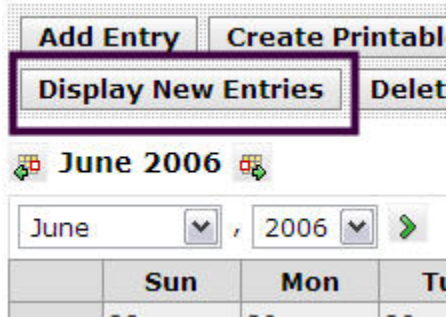 Add Entry Create Printabl
Display New Entries Delet
June 2006
June , 2006
Sun Mon Tu